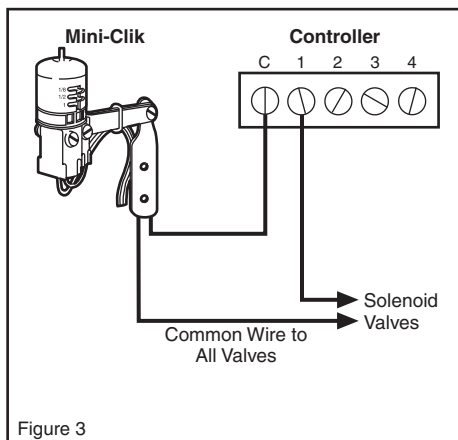 Mini-Clik
Controller
C 1 2 3 4
1/8
1/2
1
Solenoid
Valves
Common Wire to
All Valves
Figure 3